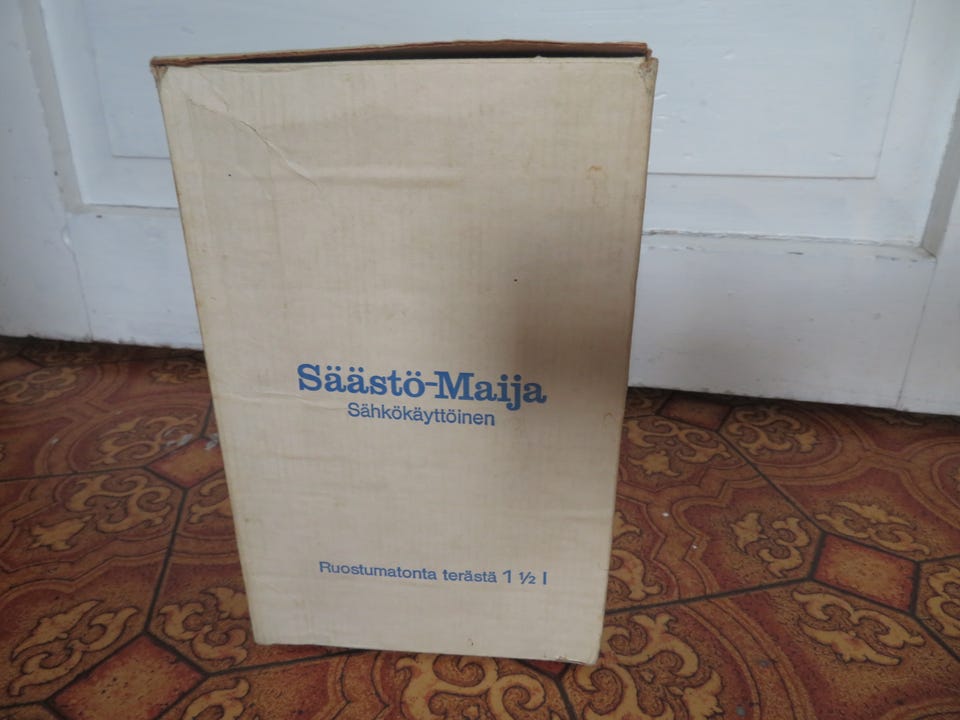 Säästö-Maija
Sähkökäyttöinen
Ruostumatonta terästä 1 ½ l